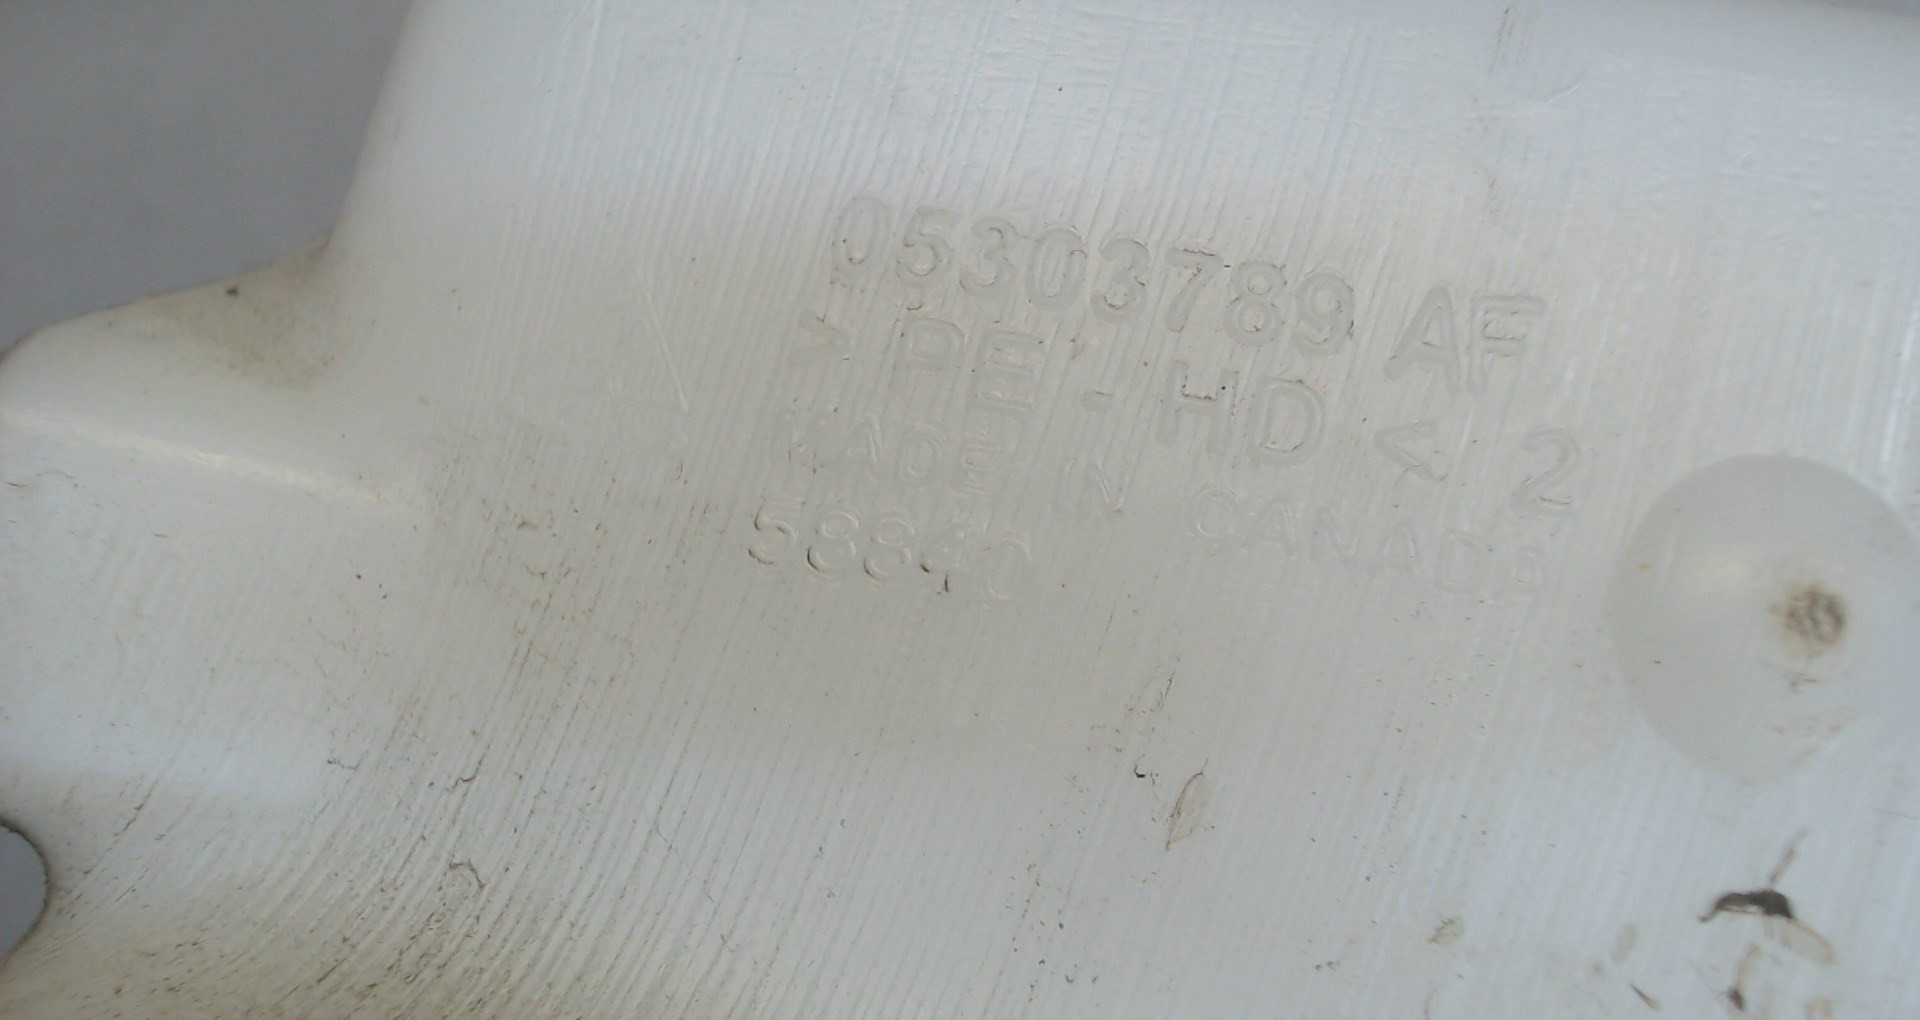 05303789 AF
> PE - HD < 2
MADE IN CANADA
58840